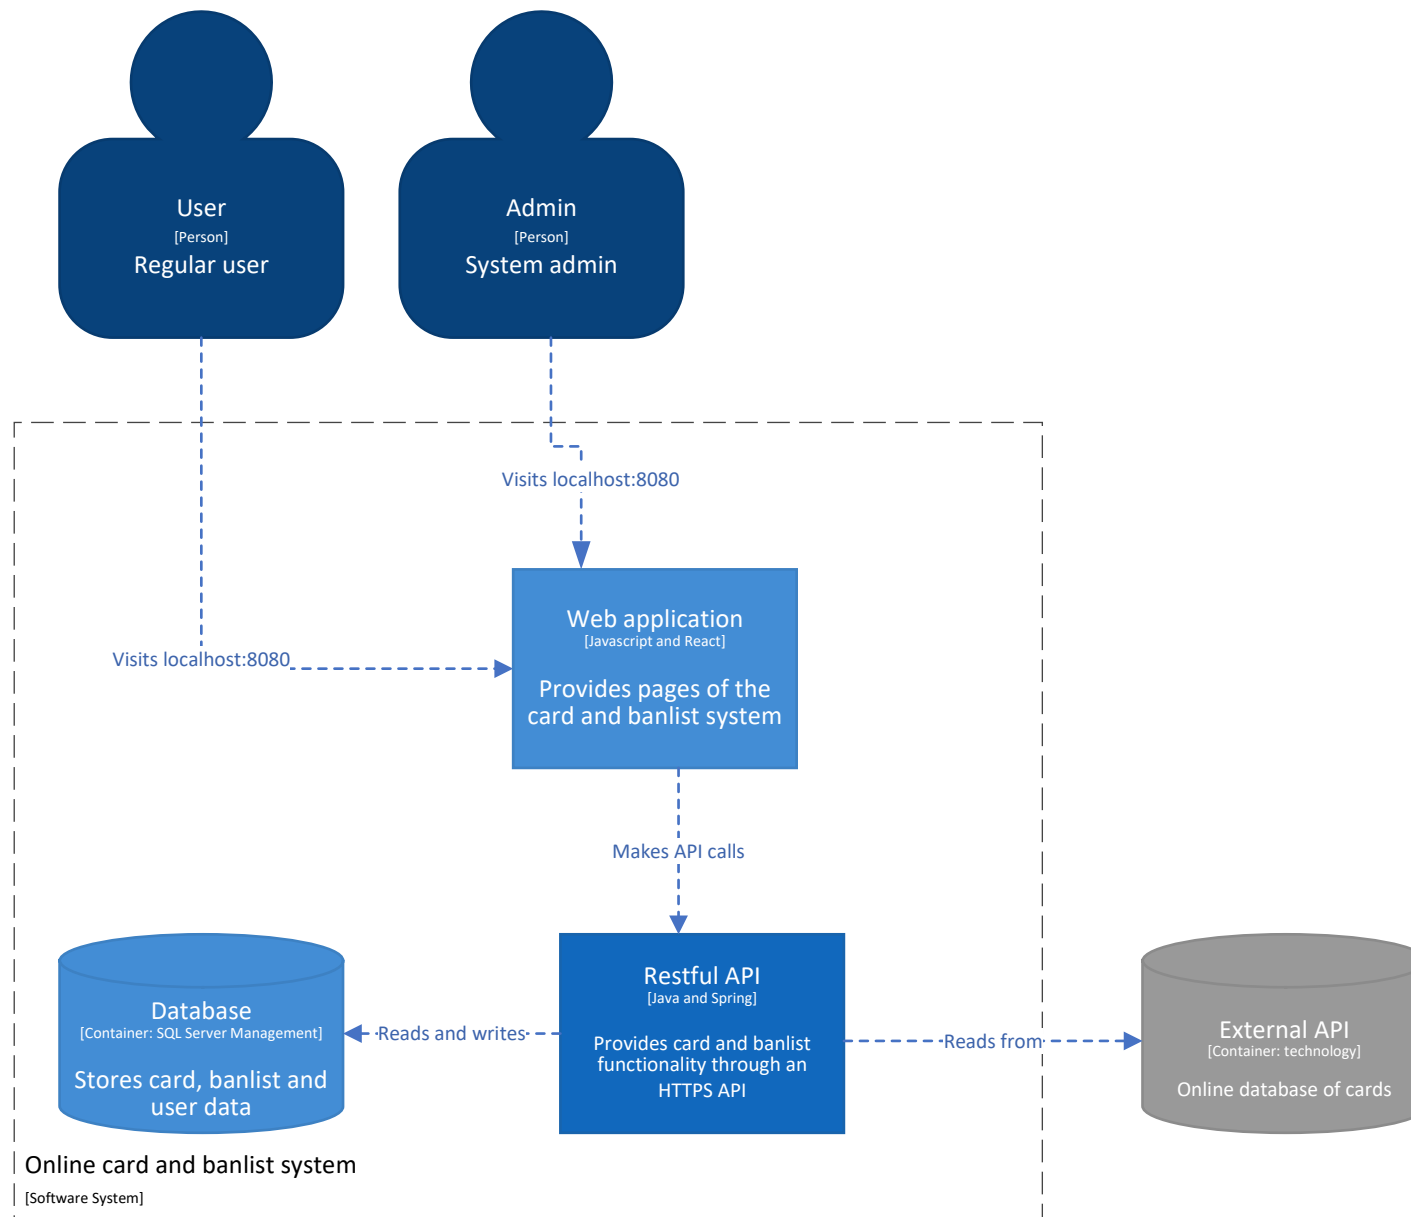 User
[Person]
Regular user
Admin
[Person]
System admin
Visits localhost:8080
Visits localhost:8080
Web application
[Javascript and React]
Provides pages of the
card and banlist system
Makes API calls
Database
[Container: SQL Server Management]
Stores card, banlist and
user data
Reads and writes
Restful API
[Java and Spring]
Provides card and banlist
functionality through an
HTTPS API
Reads from
External API
[Container: technology]
Online database of cards
Online card and banlist system
[Software System]